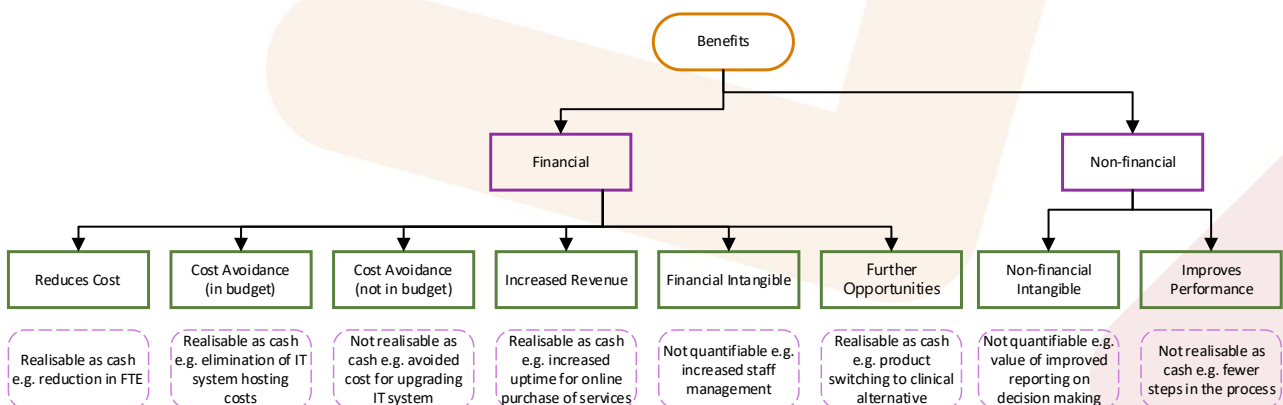 Benefits
Financial
Non-financial
Reduces Cost
Cost Avoidance
(in budget)
Cost Avoidance
(not in budget)
Increased Revenue
Financial Intangible
Further
Opportunities
Non-financial
Intangible
Improves
Performance
Realisable as cash
e.g. reduction in FTE
Realisable as cash
e.g. elimination of IT
system hosting
costs
Not realisable as
cash e.g. avoided
cost for upgrading
IT system
Realisable as cash
e.g. increased
uptime for online
purchase of services
Not quantifiable e.g.
increased staff
management
Realisable as cash
e.g. product
switching to clinical
alternative
Not quantifiable e.g.
value of improved
reporting on
decision making
Not realisable as
cash e.g. fewer
steps in the process